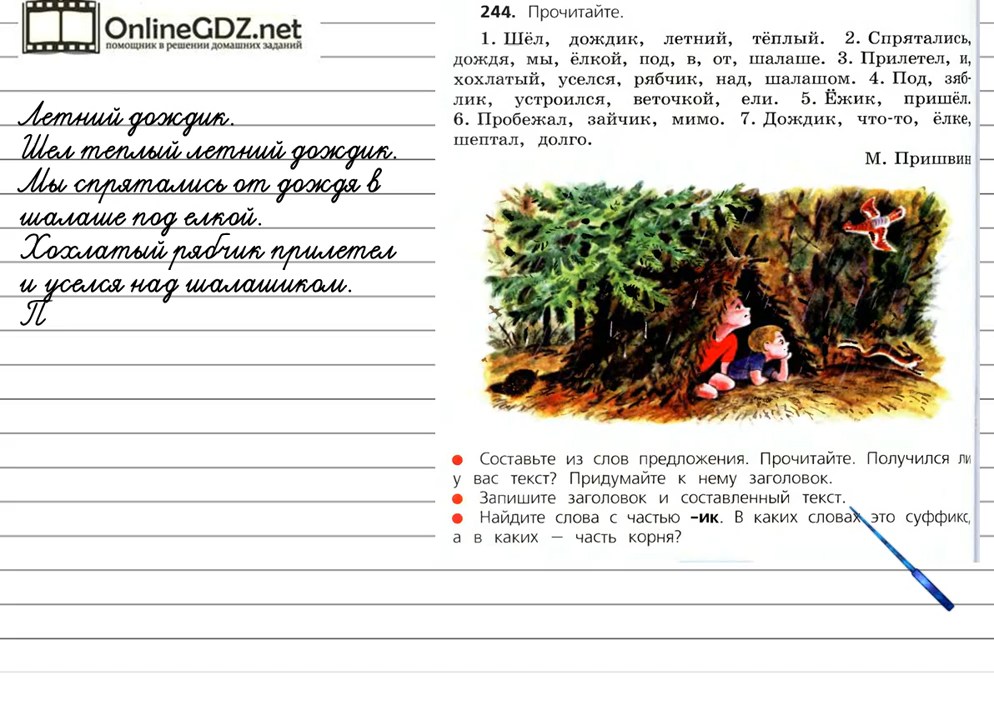 OnlineGDZ.net
помощник в решении домашних заданий
Летний дождик.
Шел теплый летний дождик.
Мы спрятались от дождя в
шалаше под елкой.
Хохлатый рябчик прилетел
и уселся над шалашиком.
П
244. Прочитайте.
1. Шёл, дождик, летний, тёплый. 2. Спрятались,
дождя, мы, ёлкой, под, в, от, шалаше. 3. Прилетел, и,
хохлатый, уселся, рябчик, над, шалашом. 4. Под, зяб-
лик, устроился, веточкой, ели. 5. Ёжик, пришёл.
6. Пробежал, зайчик, мимо. 7. Дождик, что-то, ёлке,
шептал, долго.
М. Пришвин
● Составьте из слов предложения. Прочитайте. Получился ли
у вас текст? Придумайте к нему заголовок.
● Запишите заголовок и составленный текст.
● Найдите слова с частью -ик. В каких словах это суффикс,
а в каких — часть корня?